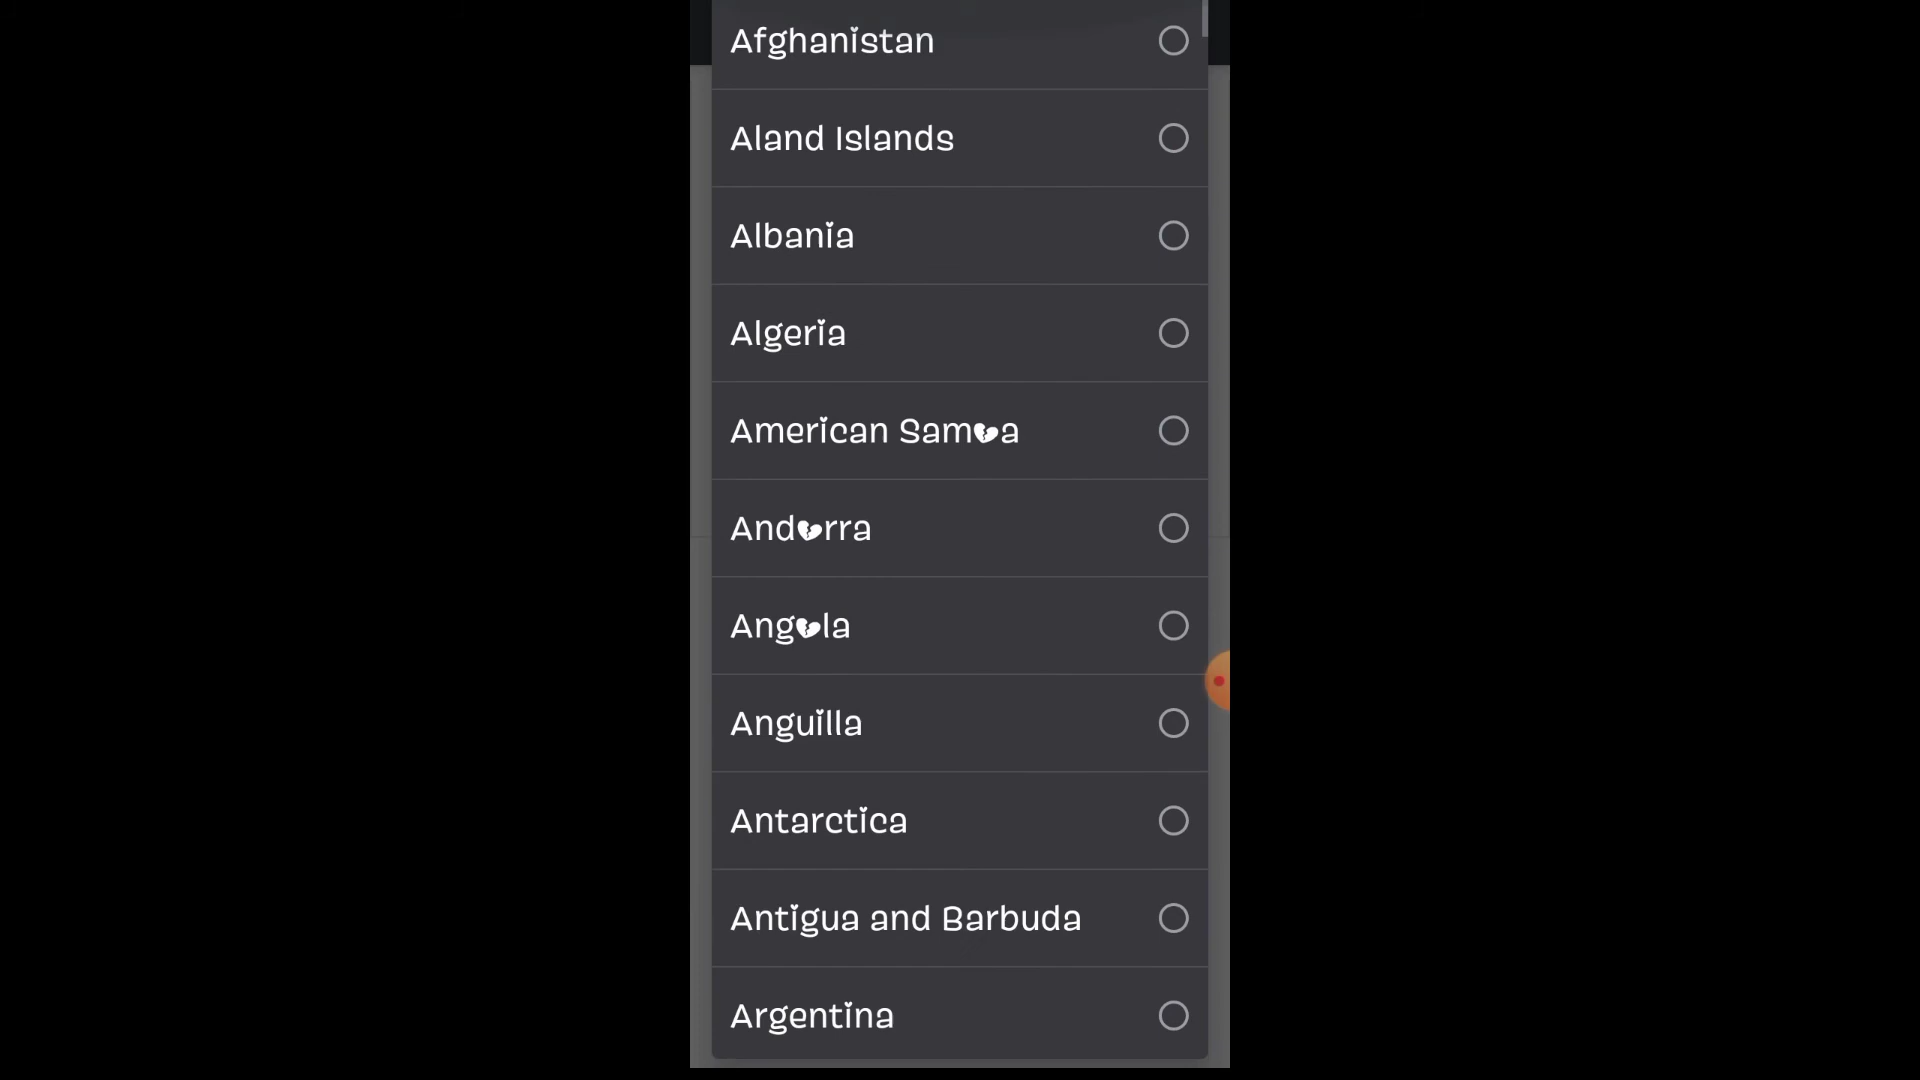 Afghanistan
Aland Islands
Albania
Algeria
American Sam💔a
And💔rra
Ang💔la
Anguilla
Antarctica
Antigua and Barbuda
Argentina